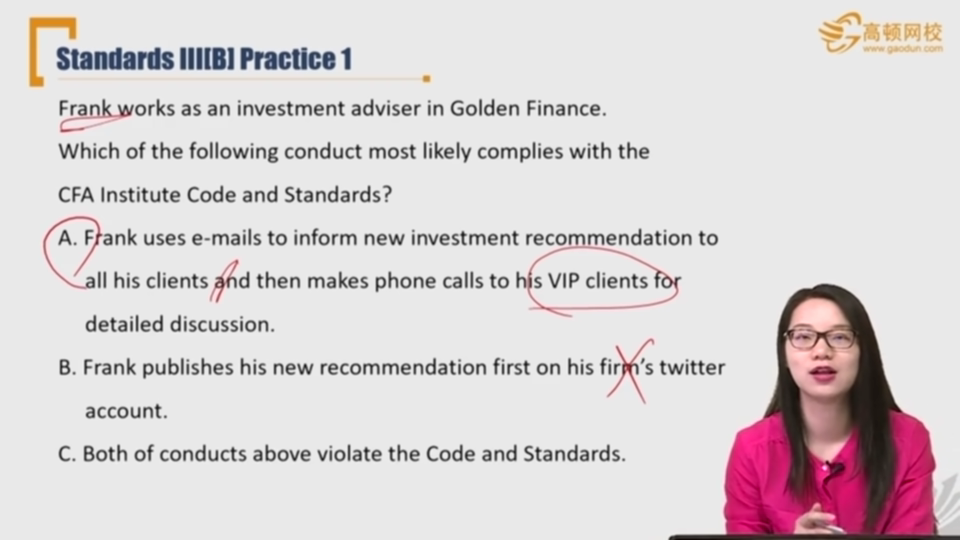 Standards III[B] Practice 1
高顿网校
www.gaodun.com
Frank works as an investment adviser in Golden Finance.
Which of the following conduct most likely complies with the
CFA Institute Code and Standards?
A. Frank uses e-mails to inform new investment recommendation to
all his clients and then makes phone calls to his VIP clients for
detailed discussion.
B. Frank publishes his new recommendation first on his firm's twitter
account.
C. Both of conducts above violate the Code and Standards.